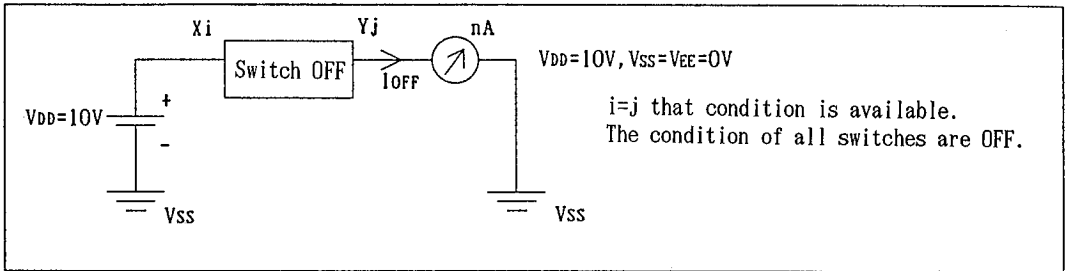 Xi
Yj
nA
Switch OFF
IOFF
VDD=10V, VSS=VEE=0V
VDD=10V
+
-
i=j that condition is available.
The condition of all switches are OFF.
VSS
VSS